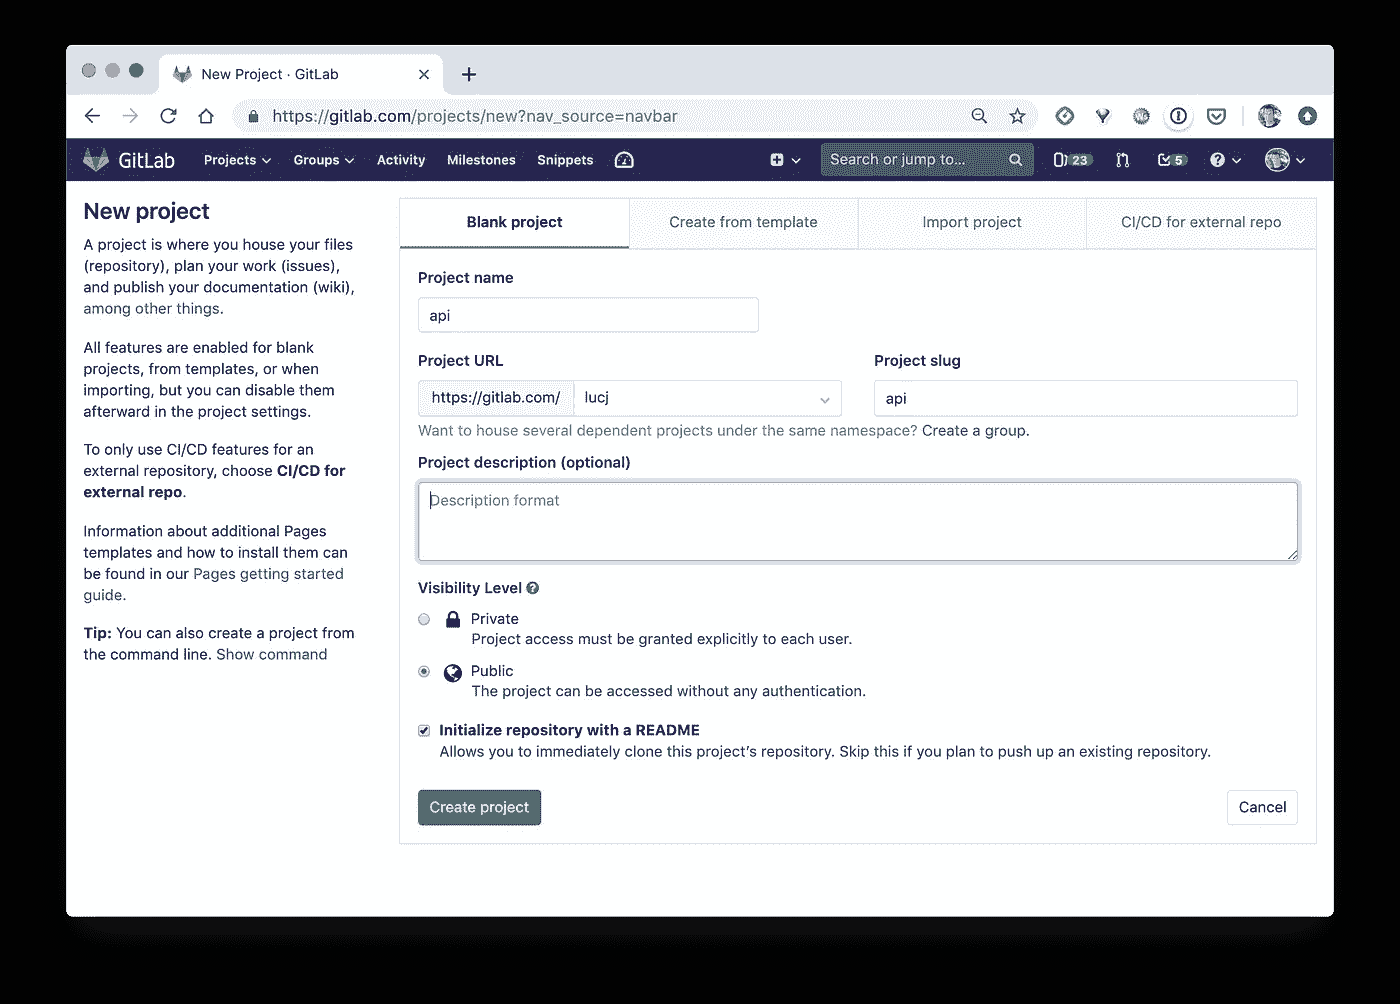 New Project · GitLab
https://gitlab.com/projects/new?nav_source=navbar
GitLab Projects Groups Activity Milestones Snippets Search or jump to... 23 5
New project
A project is where you house your files
(repository), plan your work (issues),
and publish your documentation (wiki),
among other things.
All features are enabled for blank
projects, from templates, or when
importing, but you can disable them
afterward in the project settings.
To only use CI/CD features for an
external repository, choose CI/CD for
external repo.
Information about additional Pages
templates and how to install them can
be found in our Pages getting started
guide.
Tip: You can also create a project from
the command line. Show command
Blank project Create from template Import project CI/CD for external repo
Project name
api
Project URL Project slug
https://gitlab.com/ lucj api
Want to house several dependent projects under the same namespace? Create a group.
Project description (optional)
Description format
Visibility Level
Private
Project access must be granted explicitly to each user.
Public
The project can be accessed without any authentication.
Initialize repository with a README
Allows you to immediately clone this project’s repository. Skip this if you plan to push up an existing repository.
Create project Cancel